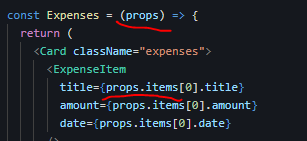 const Expenses = (props) => {
return (
<Card className="expenses">
<ExpenseItem
title={props.items[0].title}
amount={props.items[0].amount}
date={props.items[0].date}